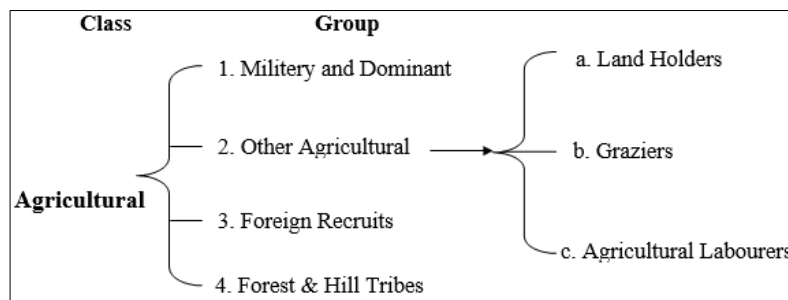 Class Group
1. Militery and Dominant
a. Land Holders
2. Other Agricultural
b. Graziers
Agricultural
3. Foreign Recruits
c. Agricultural Labourers
4. Forest & Hill Tribes